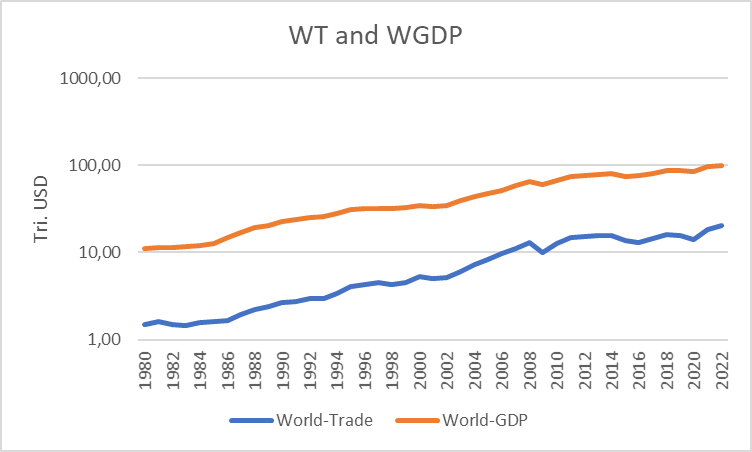 WT and WGDP
1000,00
100,00
10,00
1,00
Tri. USD
1980 1982 1984 1986 1988 1990 1992 1994 1996 1998 2000 2002 2004 2006 2008 2010 2012 2014 2016 2018 2020 2022
World-Trade World-GDP